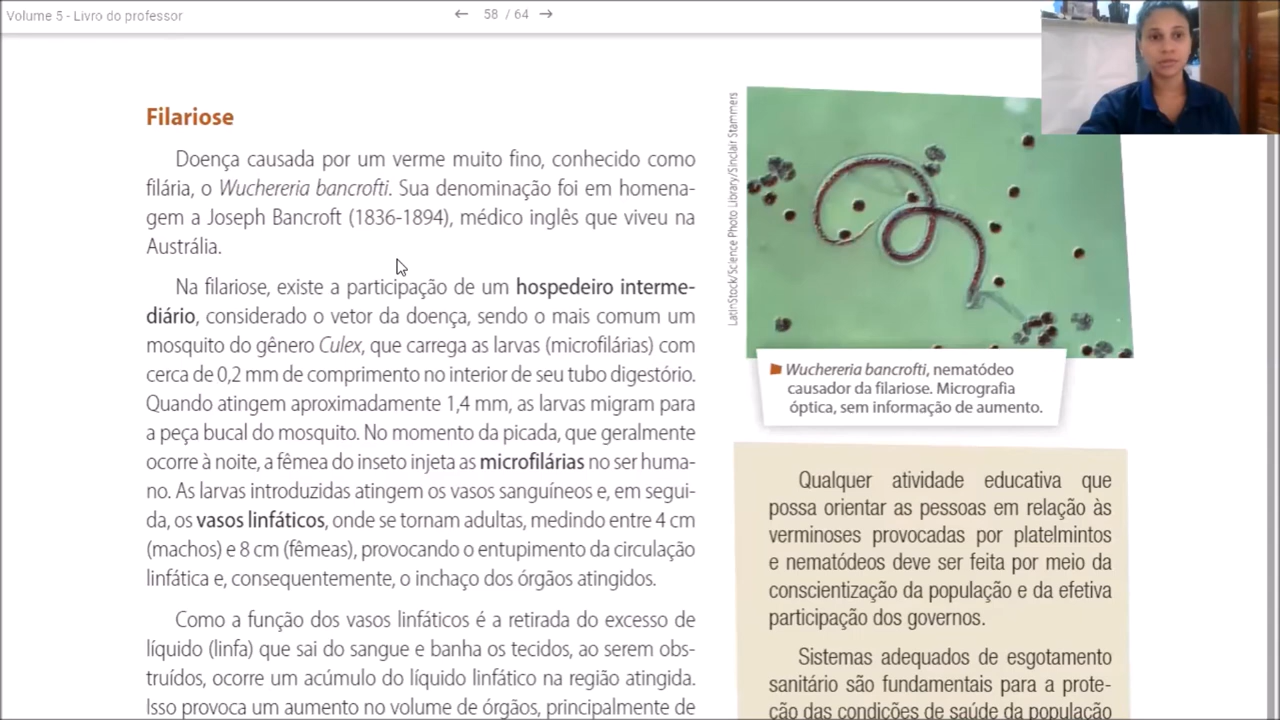 Volume 5 - Livro do professor
← 58 / 64 →
Filariose
Doença causada por um verme muito fino, conhecido como
filária, o Wuchereria bancrofti. Sua denominação foi em homena-
gem a Joseph Bancroft (1836-1894), médico inglês que viveu na
Austrália.
Na filariose, existe a participação de um hospedeiro interme-
diário, considerado o vetor da doença, sendo o mais comum um
mosquito do gênero Culex, que carrega as larvas (microfilárias) com
cerca de 0,2 mm de comprimento no interior de seu tubo digestório.
Quando atingem aproximadamente 1,4 mm, as larvas migram para
a peça bucal do mosquito. No momento da picada, que geralmente
ocorre à noite, a fêmea do inseto injeta as microfilárias no ser huma-
no. As larvas introduzidas atingem os vasos sanguíneos e, em segui-
da, os vasos linfáticos, onde se tornam adultas, medindo entre 4 cm
(machos) e 8 cm (fêmeas), provocando o entupimento da circulação
linfática e, consequentemente, o inchaço dos órgãos atingidos.
Como a função dos vasos linfáticos é a retirada do excesso de
líquido (linfa) que sai do sangue e banha os tecidos, ao serem obs-
truídos, ocorre um acúmulo do líquido linfático na região atingida.
Isso provoca um aumento no volume de órgãos, principalmente de
LatinStock/Science Photo Library/Sinclair Stammers
Wuchereria bancrofti, nematódeo
causador da filariose. Micrografia
óptica, sem informação de aumento.
Qualquer atividade educativa que
possa orientar as pessoas em relação às
verminoses provocadas por platelmintos
e nematódeos deve ser feita por meio da
conscientização da população e da efetiva
participação dos governos.
Sistemas adequados de esgotamento
sanitário são fundamentais para a prote-
ção das condições de saúde da população